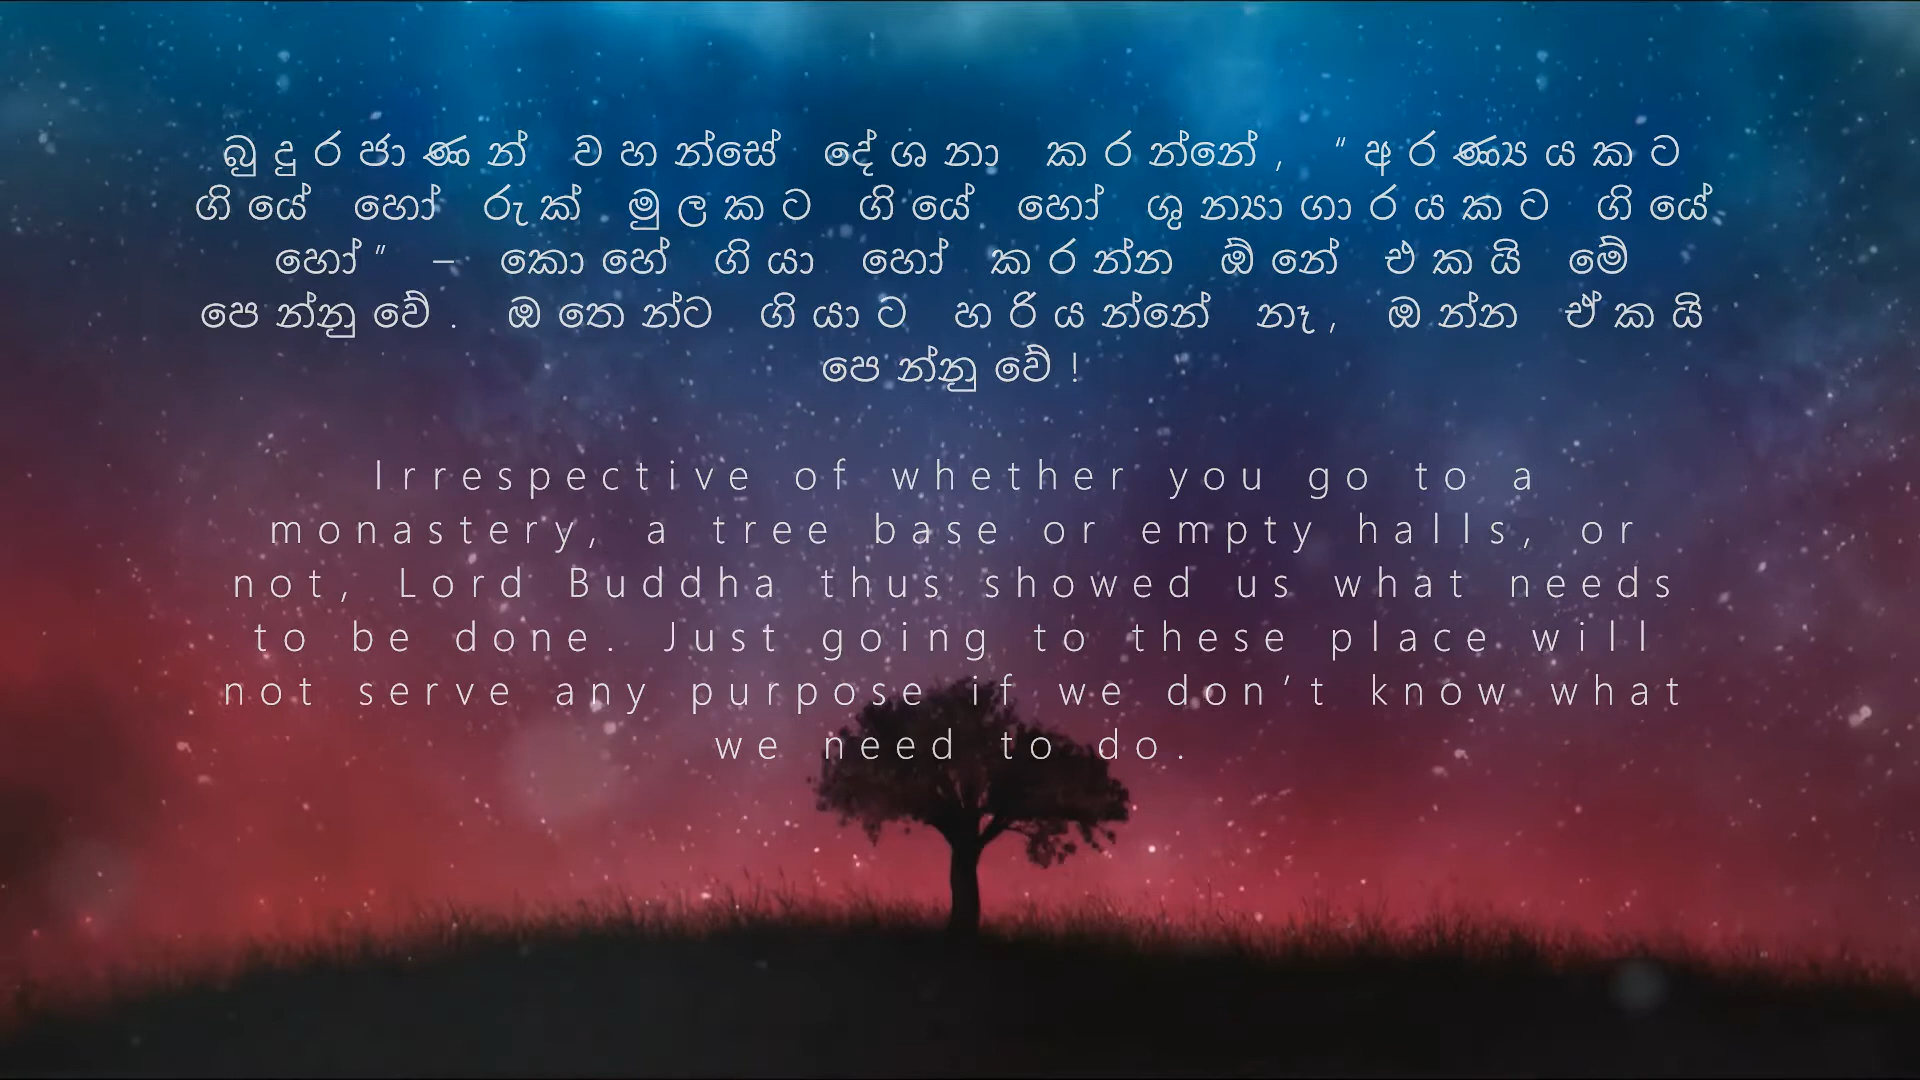 බුදුරජාණන් වහන්සේ දේශනා කරන්නේ, “අරණ්‍යයකට
ගියේ හෝ රුක් මුලකට ගියේ හෝ ශුන්‍යාගාරයකට ගියේ
හෝ” – කොහේ ගියා හෝ කරන්න ඕනේ එකයි මේ
පෙන්නුවේ. ඔතෙන්ට ගියාට හරියන්නේ නෑ, ඔන්න ඒකයි
පෙන්නුවේ!
Irrespective of whether you go to a
monastery, a tree base or empty halls, or
not, Lord Buddha thus showed us what needs
to be done. Just going to these place will
not serve any purpose if we don’t know what
we need to do.